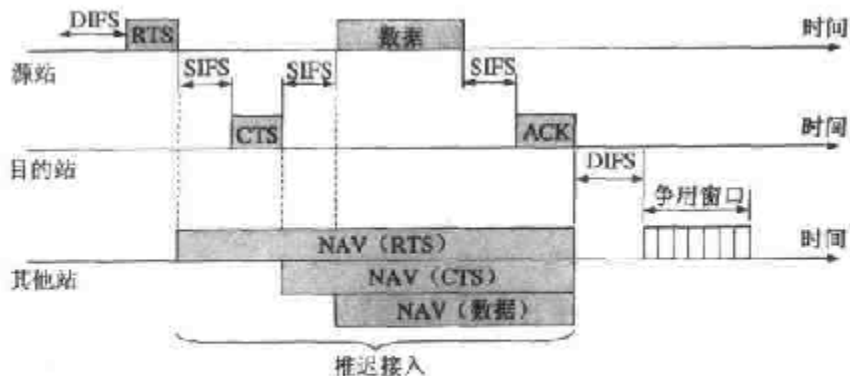 DIFS RTS 数据 时间
源站 SIFS SIFS SIFS
CTS ACK 时间
目的站 DIFS
争用窗口
NAV（RTS） 时间
其他站 NAV（CTS）
NAV（数据）
推迟接入